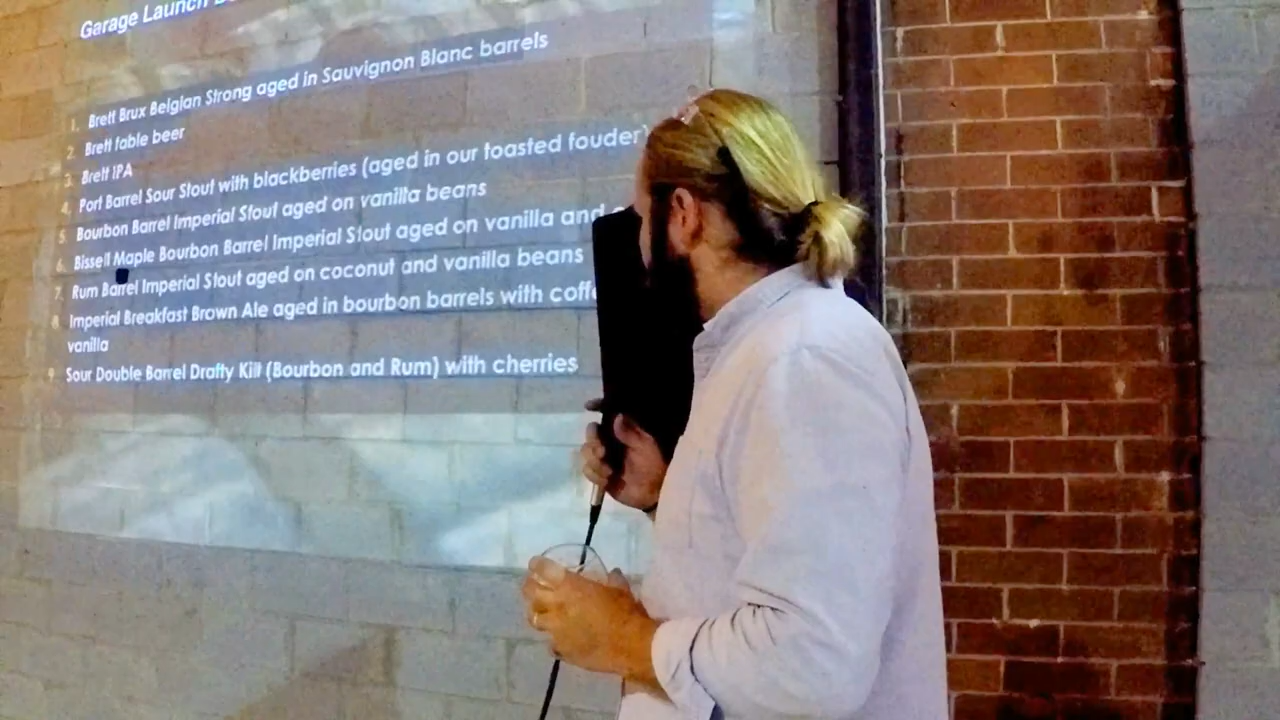 Garage Launch
1. Brett Brux Belgian Strong aged in Sauvignon Blanc barrels
2. Brett table beer
3. Brett IPA
4. Port Barrel Sour Stout with blackberries (aged in our toasted fouder)
5. Bourbon Barrel Imperial Stout aged on vanilla beans
6. Bissell Maple Bourbon Barrel Imperial Stout aged on vanilla and
7. Rum Barrel Imperial Stout aged on coconut and vanilla beans
8. Imperial Breakfast Brown Ale aged in bourbon barrels with
vanilla
9. Sour Double Barrel Drafty Kill (Bourbon and Rum) with cherries